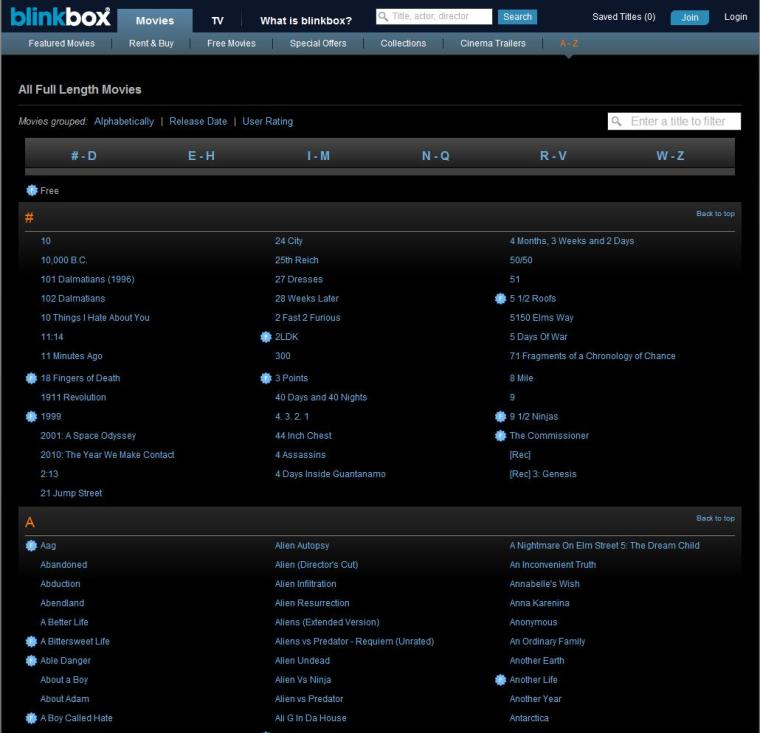 blinkbox Movies TV What is blinkbox? Title, actor, director Search Saved Titles (0) Join Login
Featured Movies Rent & Buy Free Movies Special Offers Collections Cinema Trailers A - Z
All Full Length Movies
Movies grouped: Alphabetically | Release Date | User Rating Enter a title to filter
# - D E - H I - M N - Q R - V W - Z
F Free
# Back to top
10 24 City 4 Months, 3 Weeks and 2 Days
10,000 B.C. 25th Reich 50/50
101 Dalmatians (1996) 27 Dresses 51
102 Dalmatians 28 Weeks Later F 5 1/2 Roofs
10 Things I Hate About You 2 Fast 2 Furious 5150 Elms Way
11:14 F 2LDK 5 Days Of War
11 Minutes Ago 300 71 Fragments of a Chronology of Chance
F 18 Fingers of Death F 3 Points 8 Mile
1911 Revolution 40 Days and 40 Nights 9
F 1999 4. 3. 2. 1 F 9 1/2 Ninjas
2001: A Space Odyssey 44 Inch Chest F The Commissioner
2010: The Year We Make Contact 4 Assassins [Rec]
2:13 4 Days Inside Guantanamo [Rec] 3: Genesis
21 Jump Street
A Back to top
F Aag Alien Autopsy A Nightmare On Elm Street 5: The Dream Child
Abandoned Alien (Director's Cut) An Inconvenient Truth
Abduction Alien Infiltration Annabelle's Wish
Abendland Alien Resurrection Anna Karenina
A Better Life Aliens (Extended Version) Anonymous
F A Bittersweet Life Aliens vs Predator - Requiem (Unrated) An Ordinary Family
F Able Danger Alien Undead Another Earth
About a Boy Alien Vs Ninja F Another Life
About Adam Alien vs Predator Another Year
F A Boy Called Hate Ali G In Da House Antarctica